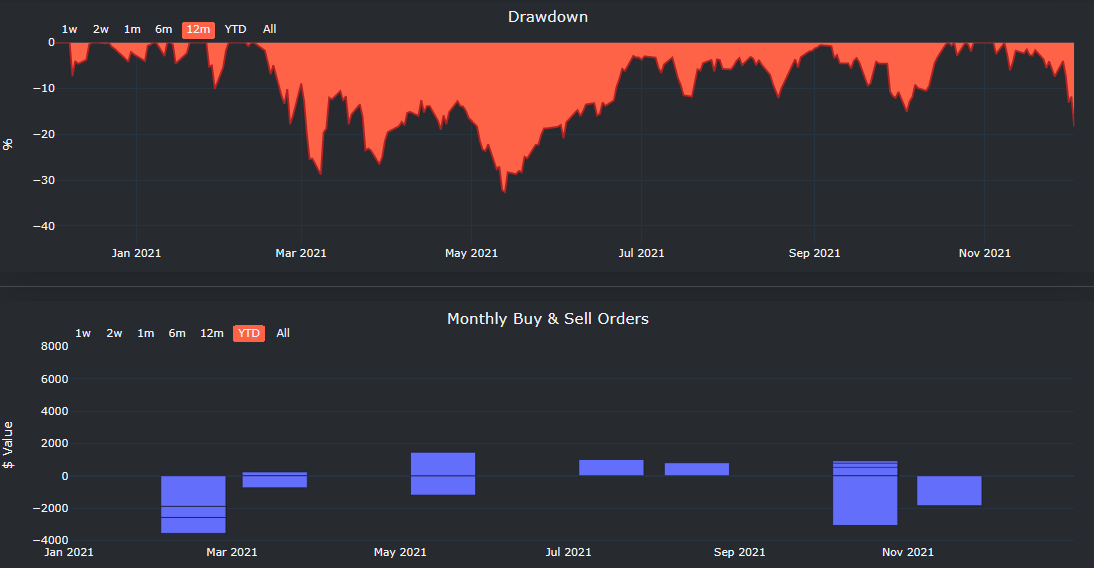 Drawdown
1w 2w 1m 6m 12m YTD All
0
−10
−20
−30
−40
%
Jan 2021 Mar 2021 May 2021 Jul 2021 Sep 2021 Nov 2021
Monthly Buy & Sell Orders
1w 2w 1m 6m 12m YTD All
8000
6000
4000
2000
0
−2000
−4000
$ Value
Jan 2021 Mar 2021 May 2021 Jul 2021 Sep 2021 Nov 2021